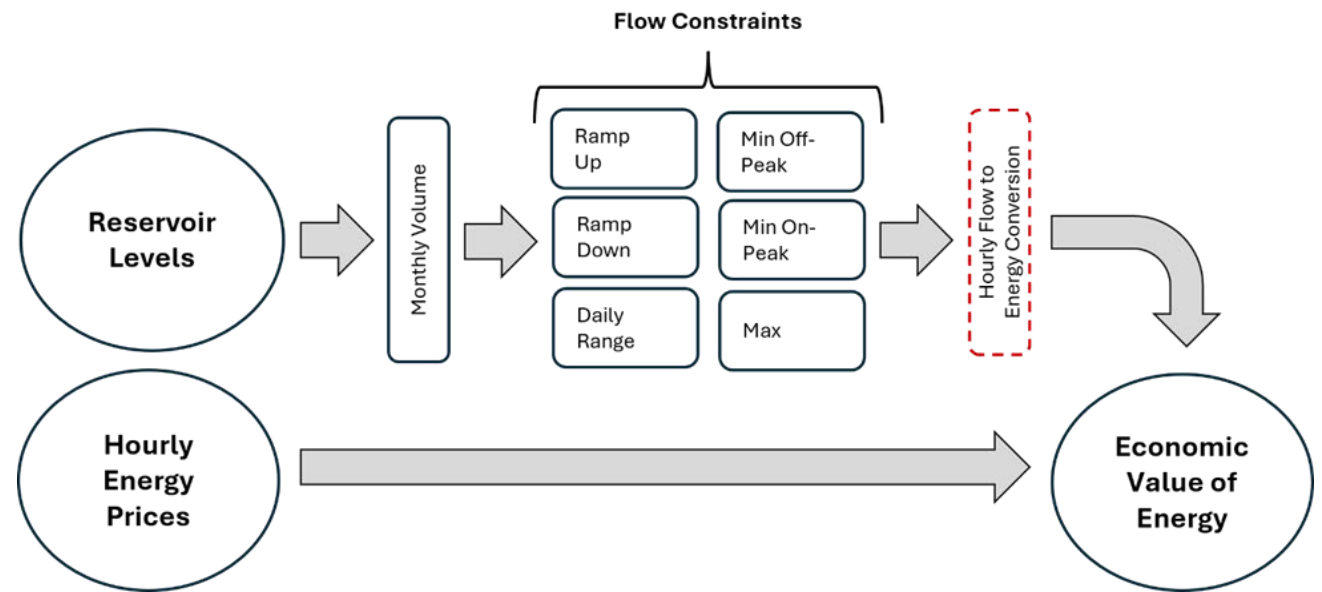 Flow Constraints
Reservoir
Levels
Monthly Volume
Ramp
Up
Min Off-
Peak
Ramp
Down
Min On-
Peak
Daily
Range
Max
Hourly Flow to
Energy Conversion
Hourly
Energy
Prices
Economic
Value of
Energy